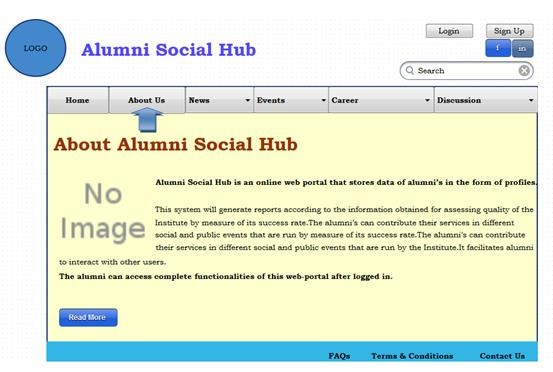 LOGO
Alumni Social Hub
Login
Sign Up
f
in
Search
Home
About Us
News
Events
Career
Discussion
About Alumni Social Hub
No
Image
Alumni Social Hub is an online web portal that stores data of alumni's in the form of profiles.
This system will generate reports according to the information obtained for assessing quality of the
Institute by measure of its success rate.The alumni's can contribute their services in different
social and public events that are run by measure of its success rate.The alumni's can contribute
their services in different social and public events that are run by the Institute.It facilitates alumni
to interact with other users.
The alumni can access complete functionalities of this web-portal after logged in.
Read More
FAQs
Terms & Conditions
Contact Us